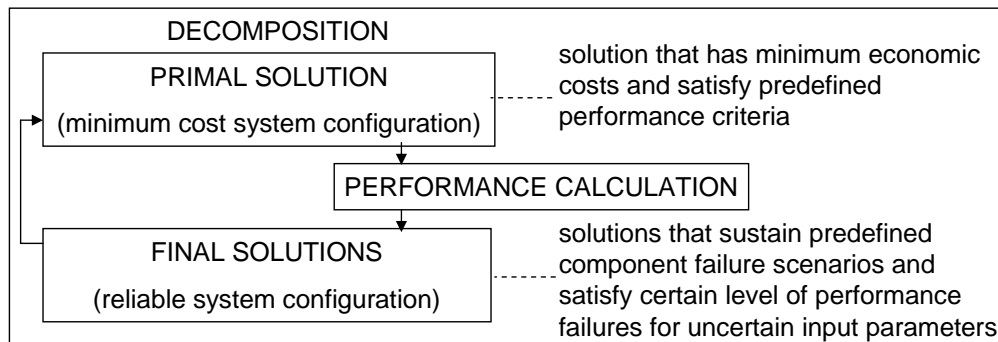 DECOMPOSITION
PRIMAL SOLUTION
(minimum cost system configuration)
solution that has minimum economic
costs and satisfy predefined
performance criteria
PERFORMANCE CALCULATION
FINAL SOLUTIONS
(reliable system configuration)
solutions that sustain predefined
component failure scenarios and
satisfy certain level of performance
failures for uncertain input parameters